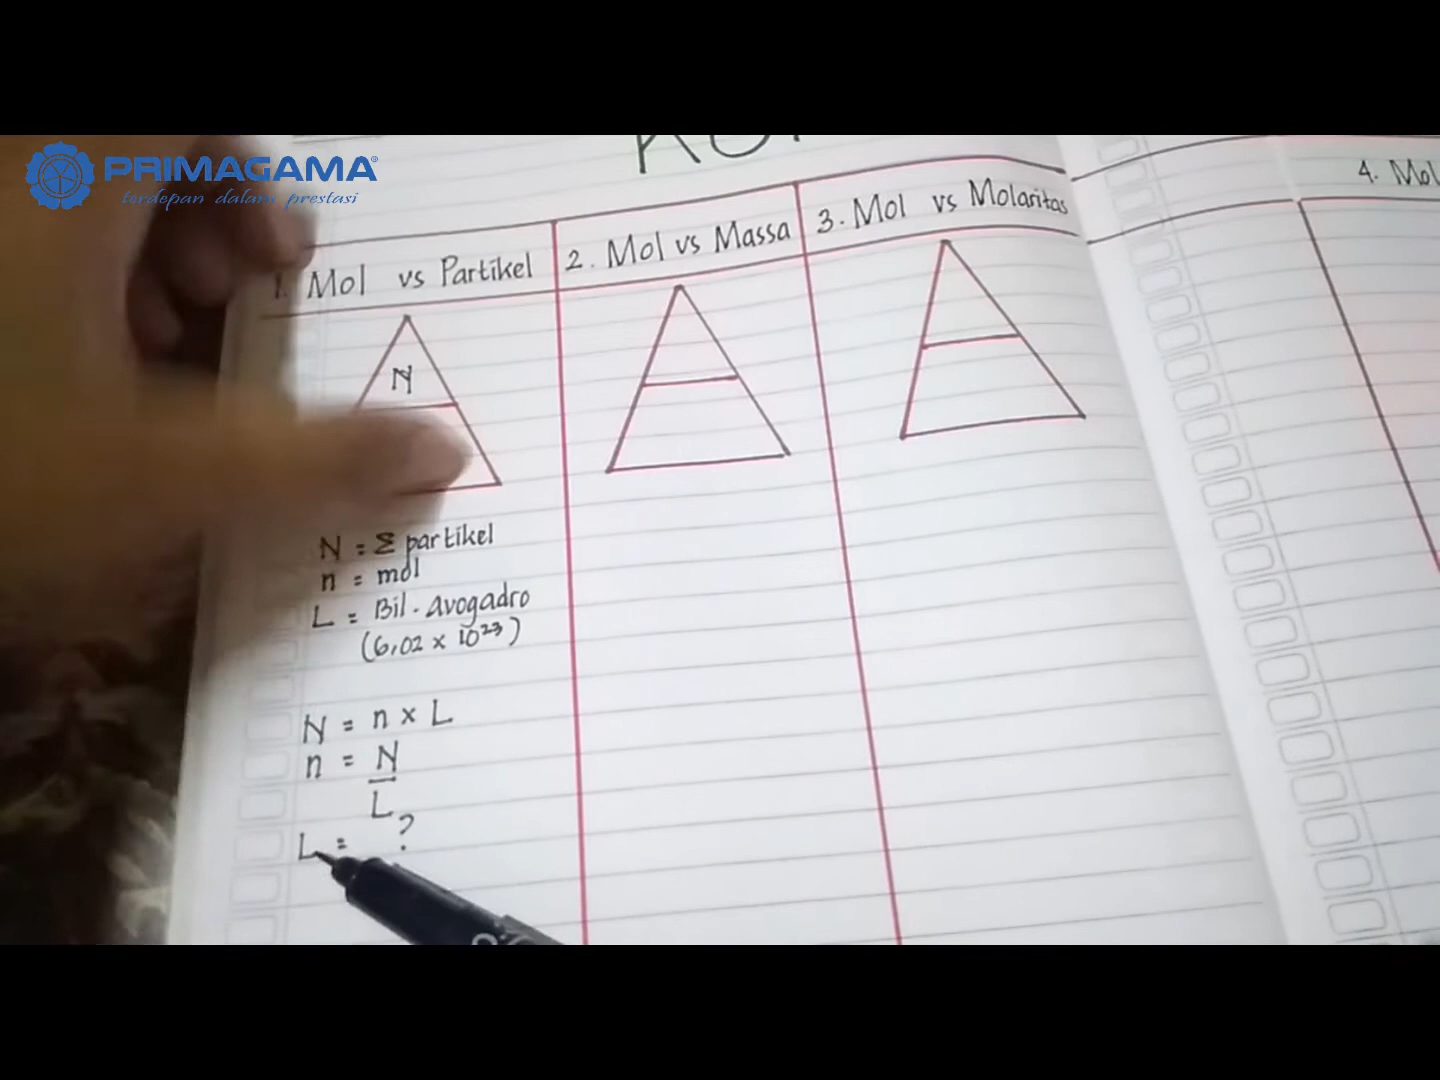 PRIMAGAMA®
terdepan dalam prestasi
1. Mol vs Partikel
2. Mol vs Massa
3. Mol vs Molaritas
4. Mol
N
N = Σ partikel
n = mol
L = Bil. Avogadro
(6,02 x 10²³)
N = n x L
n = N
L
L = ?